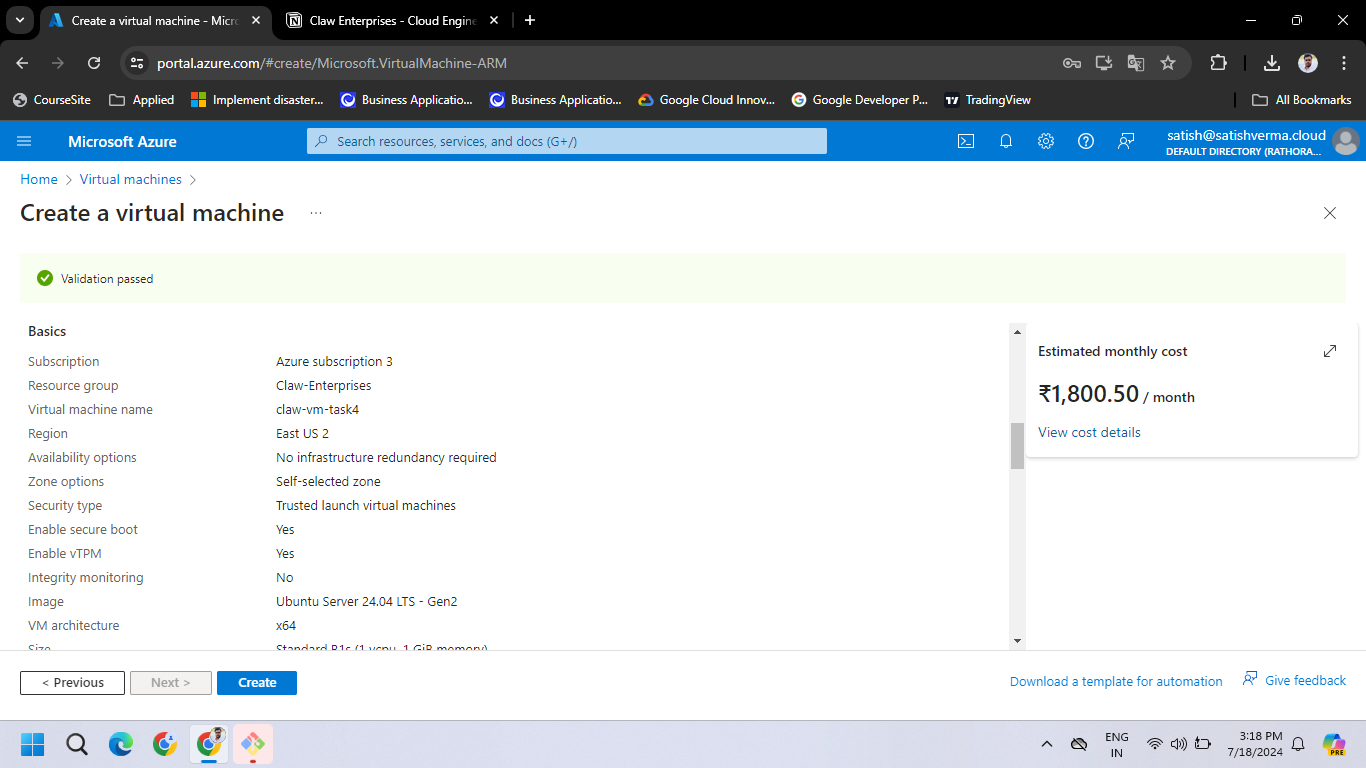 Create a virtual machine - Micro
Claw Enterprises - Cloud Engine
portal.azure.com/#create/Microsoft.VirtualMachine-ARM
CourseSite
Applied
Implement disaster...
Business Applicatio...
Business Applicatio...
Google Cloud Innov...
Google Developer P...
TradingView
All Bookmarks
Microsoft Azure
Search resources, services, and docs (G+/)
satish@satishverma.cloud
DEFAULT DIRECTORY (RATHORA...
Home > Virtual machines >
Create a virtual machine ...
Validation passed
Basics
Subscription Azure subscription 3
Resource group Claw-Enterprises
Virtual machine name claw-vm-task4
Region East US 2
Availability options No infrastructure redundancy required
Zone options Self-selected zone
Security type Trusted launch virtual machines
Enable secure boot Yes
Enable vTPM Yes
Integrity monitoring No
Image Ubuntu Server 24.04 LTS - Gen2
VM architecture x64
Size Standard B1s (1 vcpu, 1 GiB memory)
Estimated monthly cost
₹1,800.50 / month
View cost details
< Previous
Next >
Create
Download a template for automation
Give feedback
ENG
IN
3:18 PM
7/18/2024
PRE